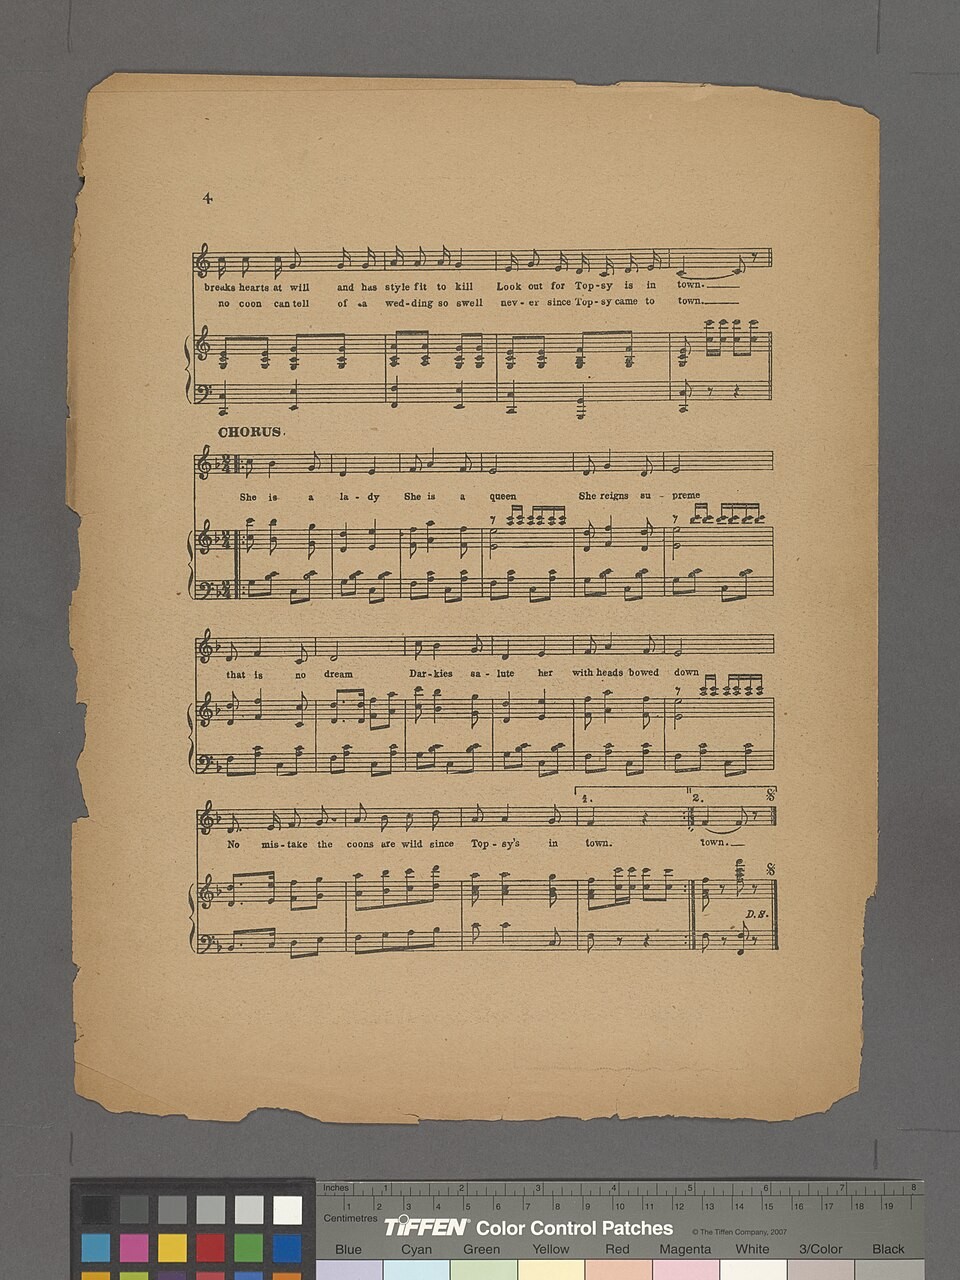 4
breaks hearts at will and has style fit to kill Look out for Top-sy is in town.
no coon can tell of a wed-ding so swell nev-er since Top-sy came to town.
CHORUS.
She is a la-dy She is a queen She reigns su-preme
that is no dream Dar-kies sa-lute her with heads bowed down
1. 2.
No mis-take the coons are wild since Top-sy's in town. town.
D.S.
Inches 1 2 3 4 5 6 7 8
Centimetres 1 2 3 4 5 6 7 8 9 10 11 12 13 14 15 16 17 18 19
TIFFEN Color Control Patches © The Tiffen Company, 2007
Blue Cyan Green Yellow Red Magenta White 3/Color Black